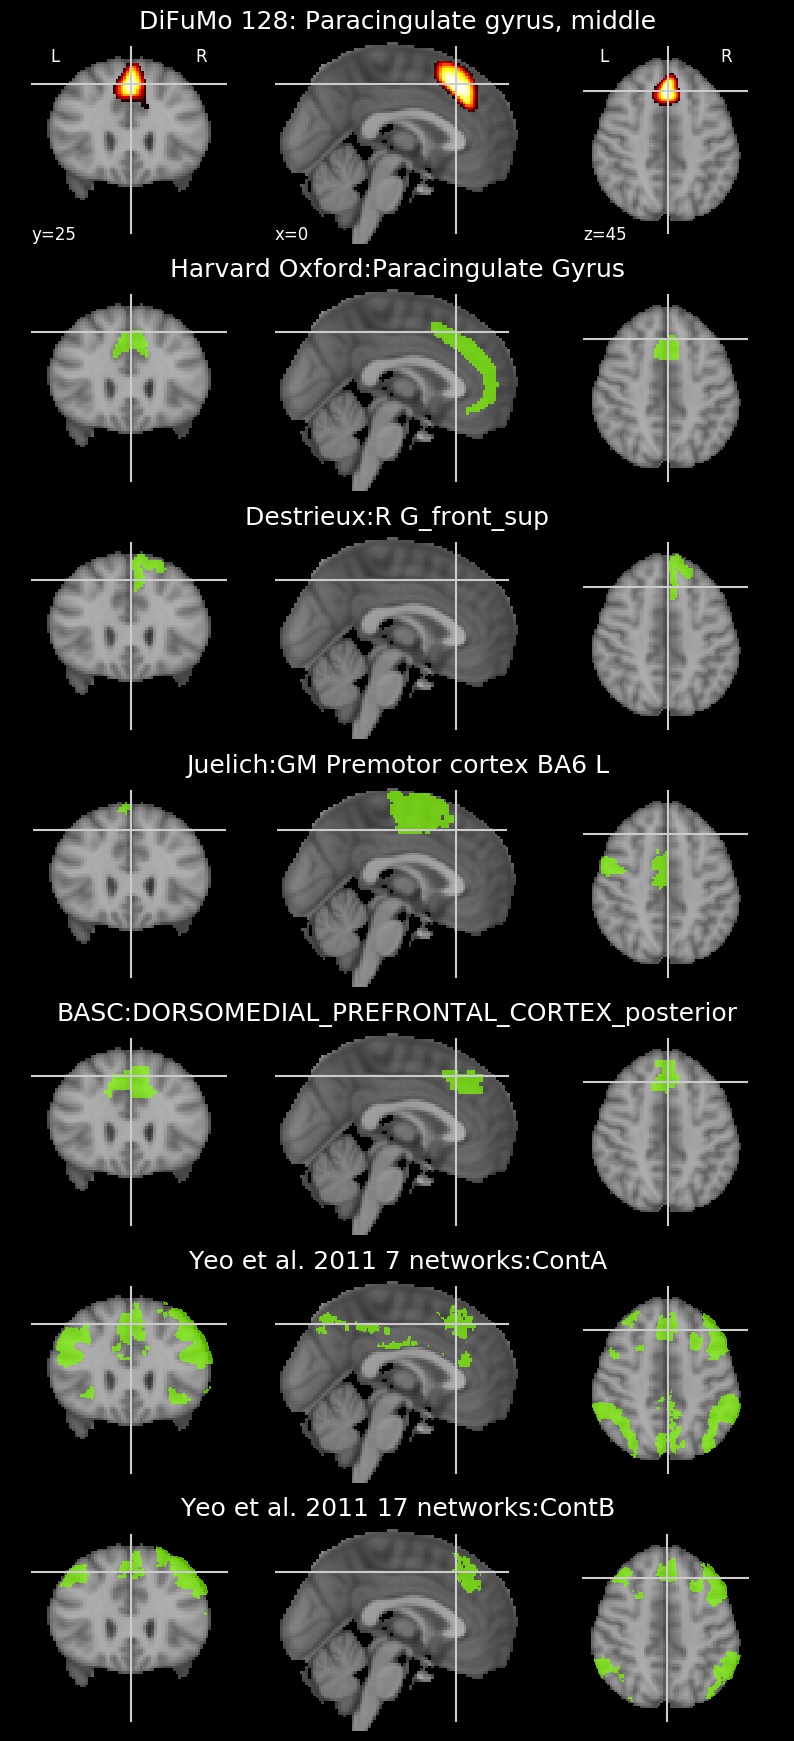 DiFuMo 128: Paracingulate gyrus, middle
L R L R
y=25 x=0 z=45
Harvard Oxford:Paracingulate Gyrus
Destrieux:R G_front_sup
Juelich:GM Premotor cortex BA6 L
BASC:DORSOMEDIAL_PREFRONTAL_CORTEX_posterior
Yeo et al. 2011 7 networks:ContA
Yeo et al. 2011 17 networks:ContB